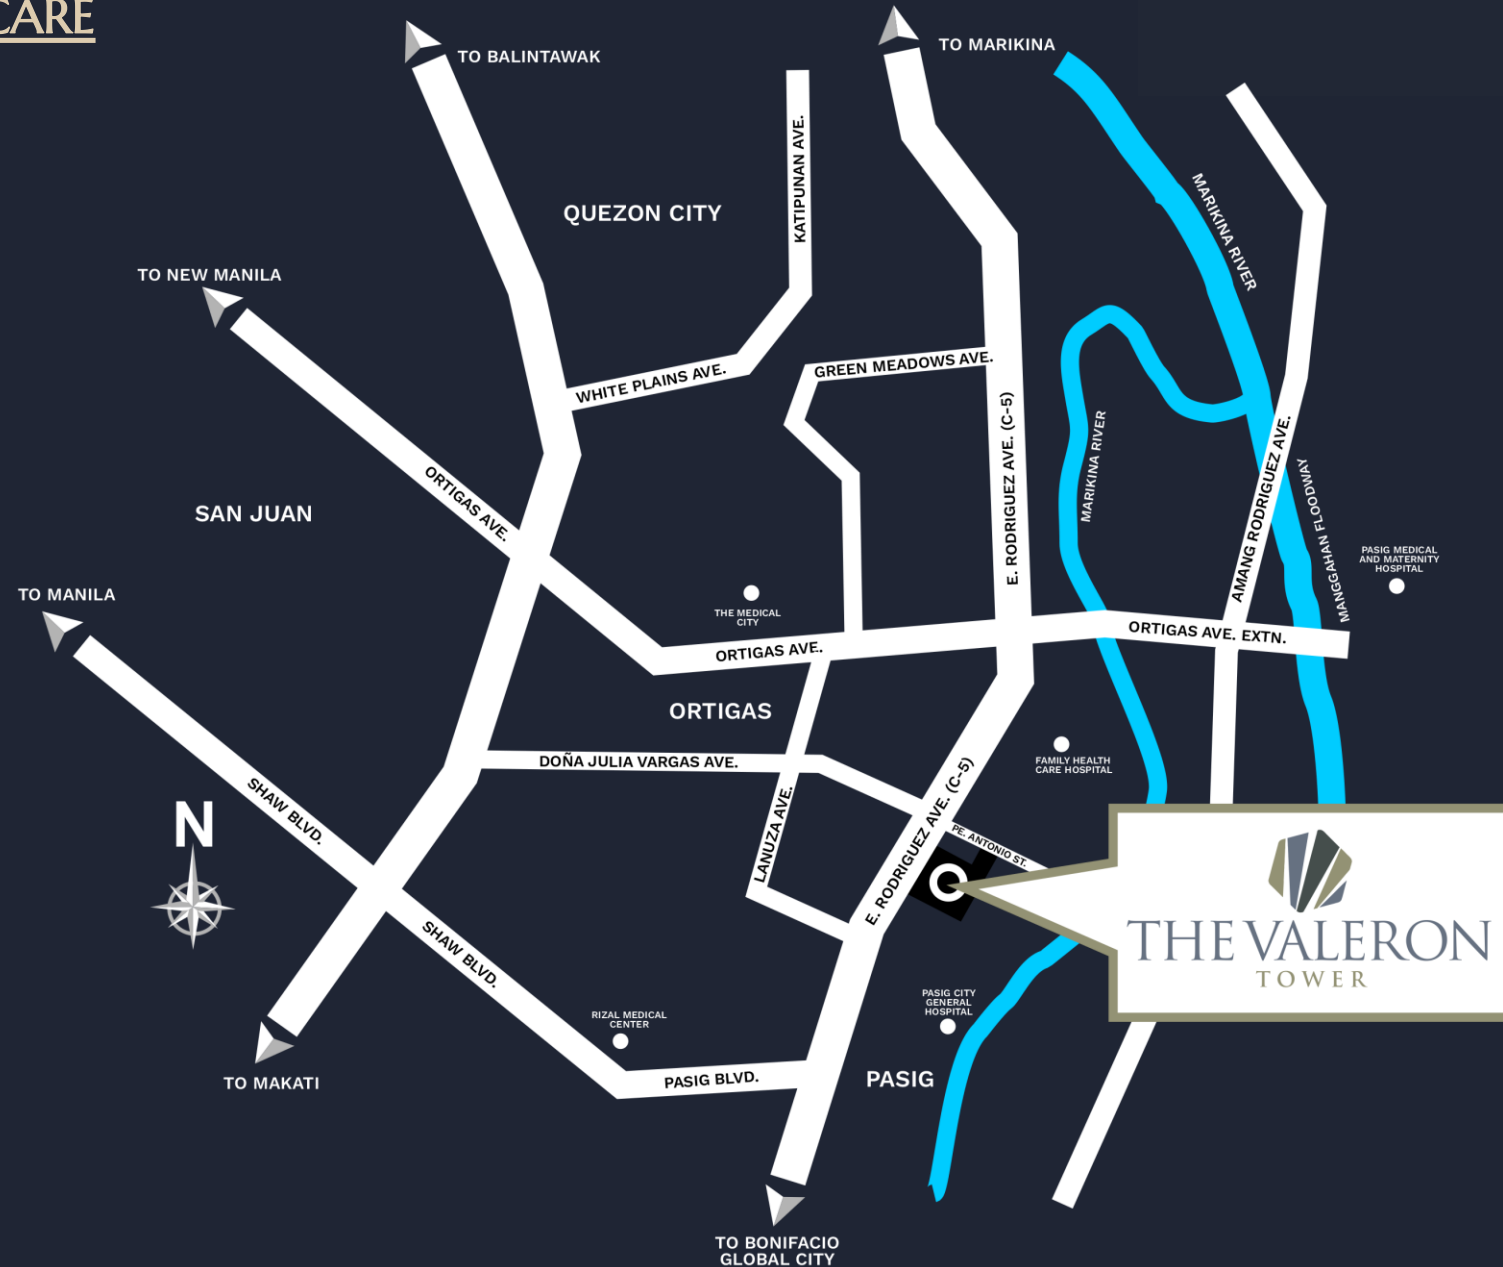 CARE
TO BALINTAWAK
TO MARIKINA
KATIPUNAN AVE.
QUEZON CITY
MARIKINA RIVER
TO NEW MANILA
WHITE PLAINS AVE.
GREEN MEADOWS AVE.
E. RODRIGUEZ AVE. (C-5)
MARIKINA RIVER
AMANG RODRIGUEZ AVE.
MANGGAHAN FLOODWAY
ORTIGAS AVE.
SAN JUAN
PASIG MEDICAL
AND MATERNITY
HOSPITAL
TO MANILA
THE MEDICAL
CITY
ORTIGAS AVE.
ORTIGAS AVE. EXTN.
ORTIGAS
DOÑA JULIA VARGAS AVE.
FAMILY HEALTH
CARE HOSPITAL
SHAW BLVD.
N
LANUZA AVE.
E. RODRIGUEZ AVE. (C-5)
PE. ANTONIO ST.
THE VALERON
TOWER
SHAW BLVD.
PASIG CITY
GENERAL
HOSPITAL
RIZAL MEDICAL
CENTER
TO MAKATI
PASIG BLVD.
PASIG
TO BONIFACIO
GLOBAL CITY